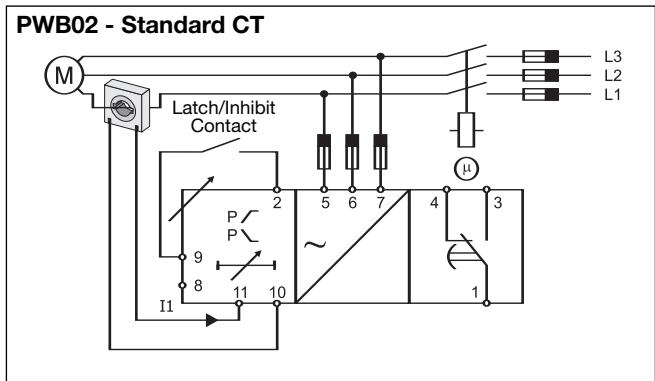 PWB02 - Standard CT
L3
M
L2
L1
Latch/Inhibit
Contact
μ
2
5
6
7
4
3
P
P
~
9
8
1
I1
11
10